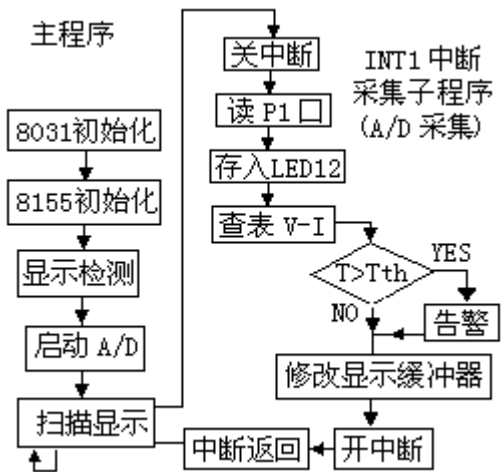 主程序
8031初始化
8155初始化
显示检测
启动 A/D
扫描显示
INT1 中断
采集子程序
(A/D 采集)
关中断
读 P1 口
存入LED12
查表 V-I
T>Tth
YES
NO
告警
修改显示缓冲器
开中断
中断返回